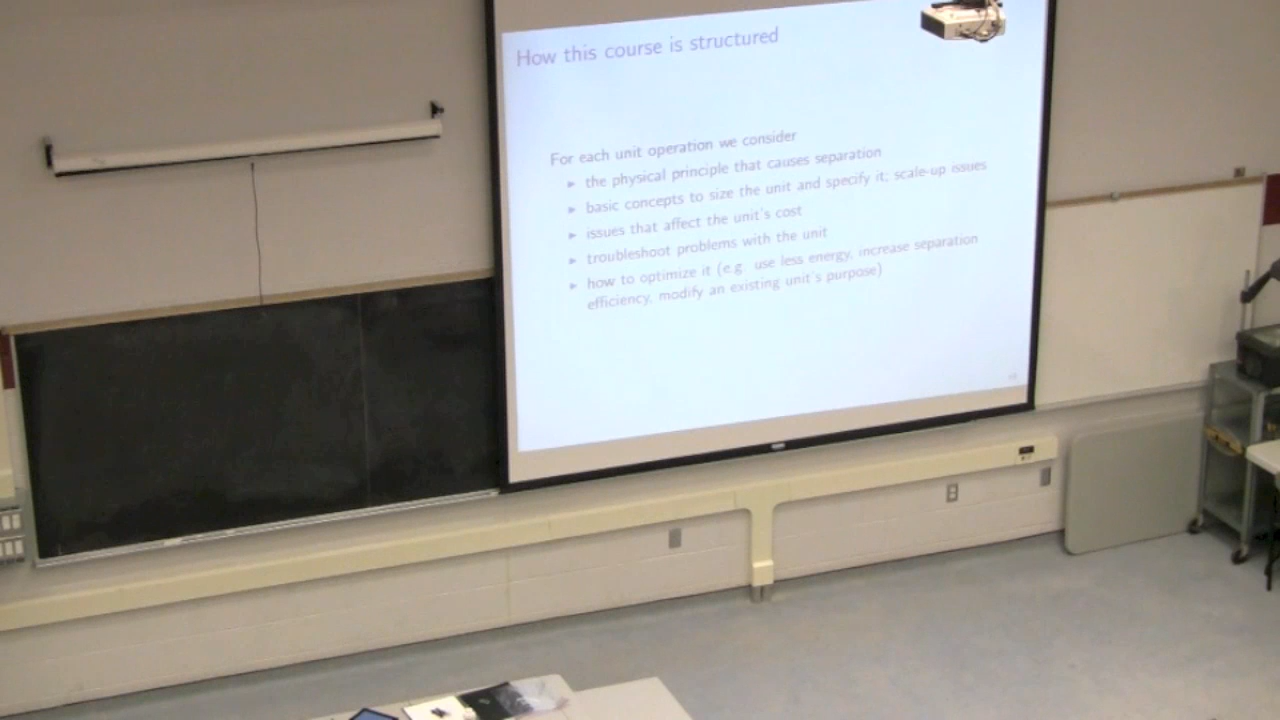 How this course is structured
For each unit operation we consider
▶ the physical principle that causes separation
▶ basic concepts to size the unit and specify it; scale-up issues
▶ issues that affect the unit's cost
▶ troubleshoot problems with the unit
▶ how to optimize it (e.g. use less energy, increase separation
efficiency, modify an existing unit's purpose)